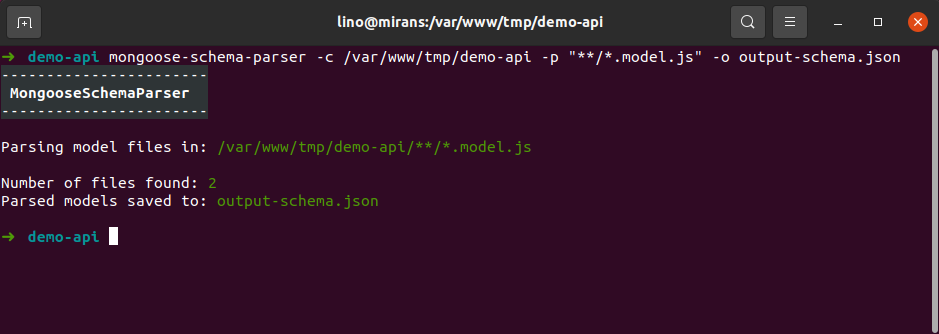 lino@mirans:/var/www/tmp/demo-api
➜ demo-api mongoose-schema-parser -c /var/www/tmp/demo-api -p "**/*.model.js" -o output-schema.json
-----------------------
MongooseSchemaParser
-----------------------
Parsing model files in: /var/www/tmp/demo-api/**/*.model.js
Number of files found: 2
Parsed models saved to: output-schema.json
➜ demo-api